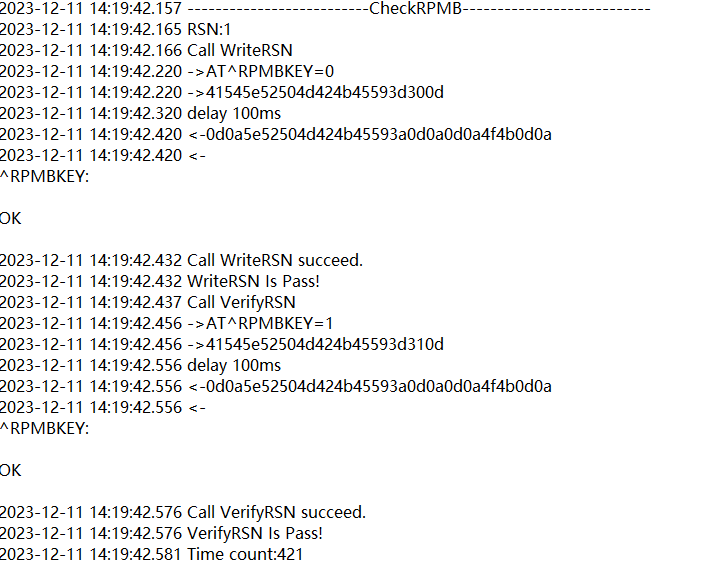 2023-12-11 14:19:42.157 --------------------------CheckRPMB---------------------------
2023-12-11 14:19:42.165 RSN:1
2023-12-11 14:19:42.166 Call WriteRSN
2023-12-11 14:19:42.220 ->AT^RPMBKEY=0
2023-12-11 14:19:42.220 ->41545e52504d424b45593d300d
2023-12-11 14:19:42.320 delay 100ms
2023-12-11 14:19:42.420 <-0d0a5e52504d424b45593a0d0a0d0a4f4b0d0a
2023-12-11 14:19:42.420 <-
^RPMBKEY:
OK
2023-12-11 14:19:42.432 Call WriteRSN succeed.
2023-12-11 14:19:42.432 WriteRSN Is Pass!
2023-12-11 14:19:42.437 Call VerifyRSN
2023-12-11 14:19:42.456 ->AT^RPMBKEY=1
2023-12-11 14:19:42.456 ->41545e52504d424b45593d310d
2023-12-11 14:19:42.556 delay 100ms
2023-12-11 14:19:42.556 <-0d0a5e52504d424b45593a0d0a0d0a4f4b0d0a
2023-12-11 14:19:42.556 <-
^RPMBKEY:
OK
2023-12-11 14:19:42.576 Call VerifyRSN succeed.
2023-12-11 14:19:42.576 VerifyRSN Is Pass!
2023-12-11 14:19:42.581 Time count:421